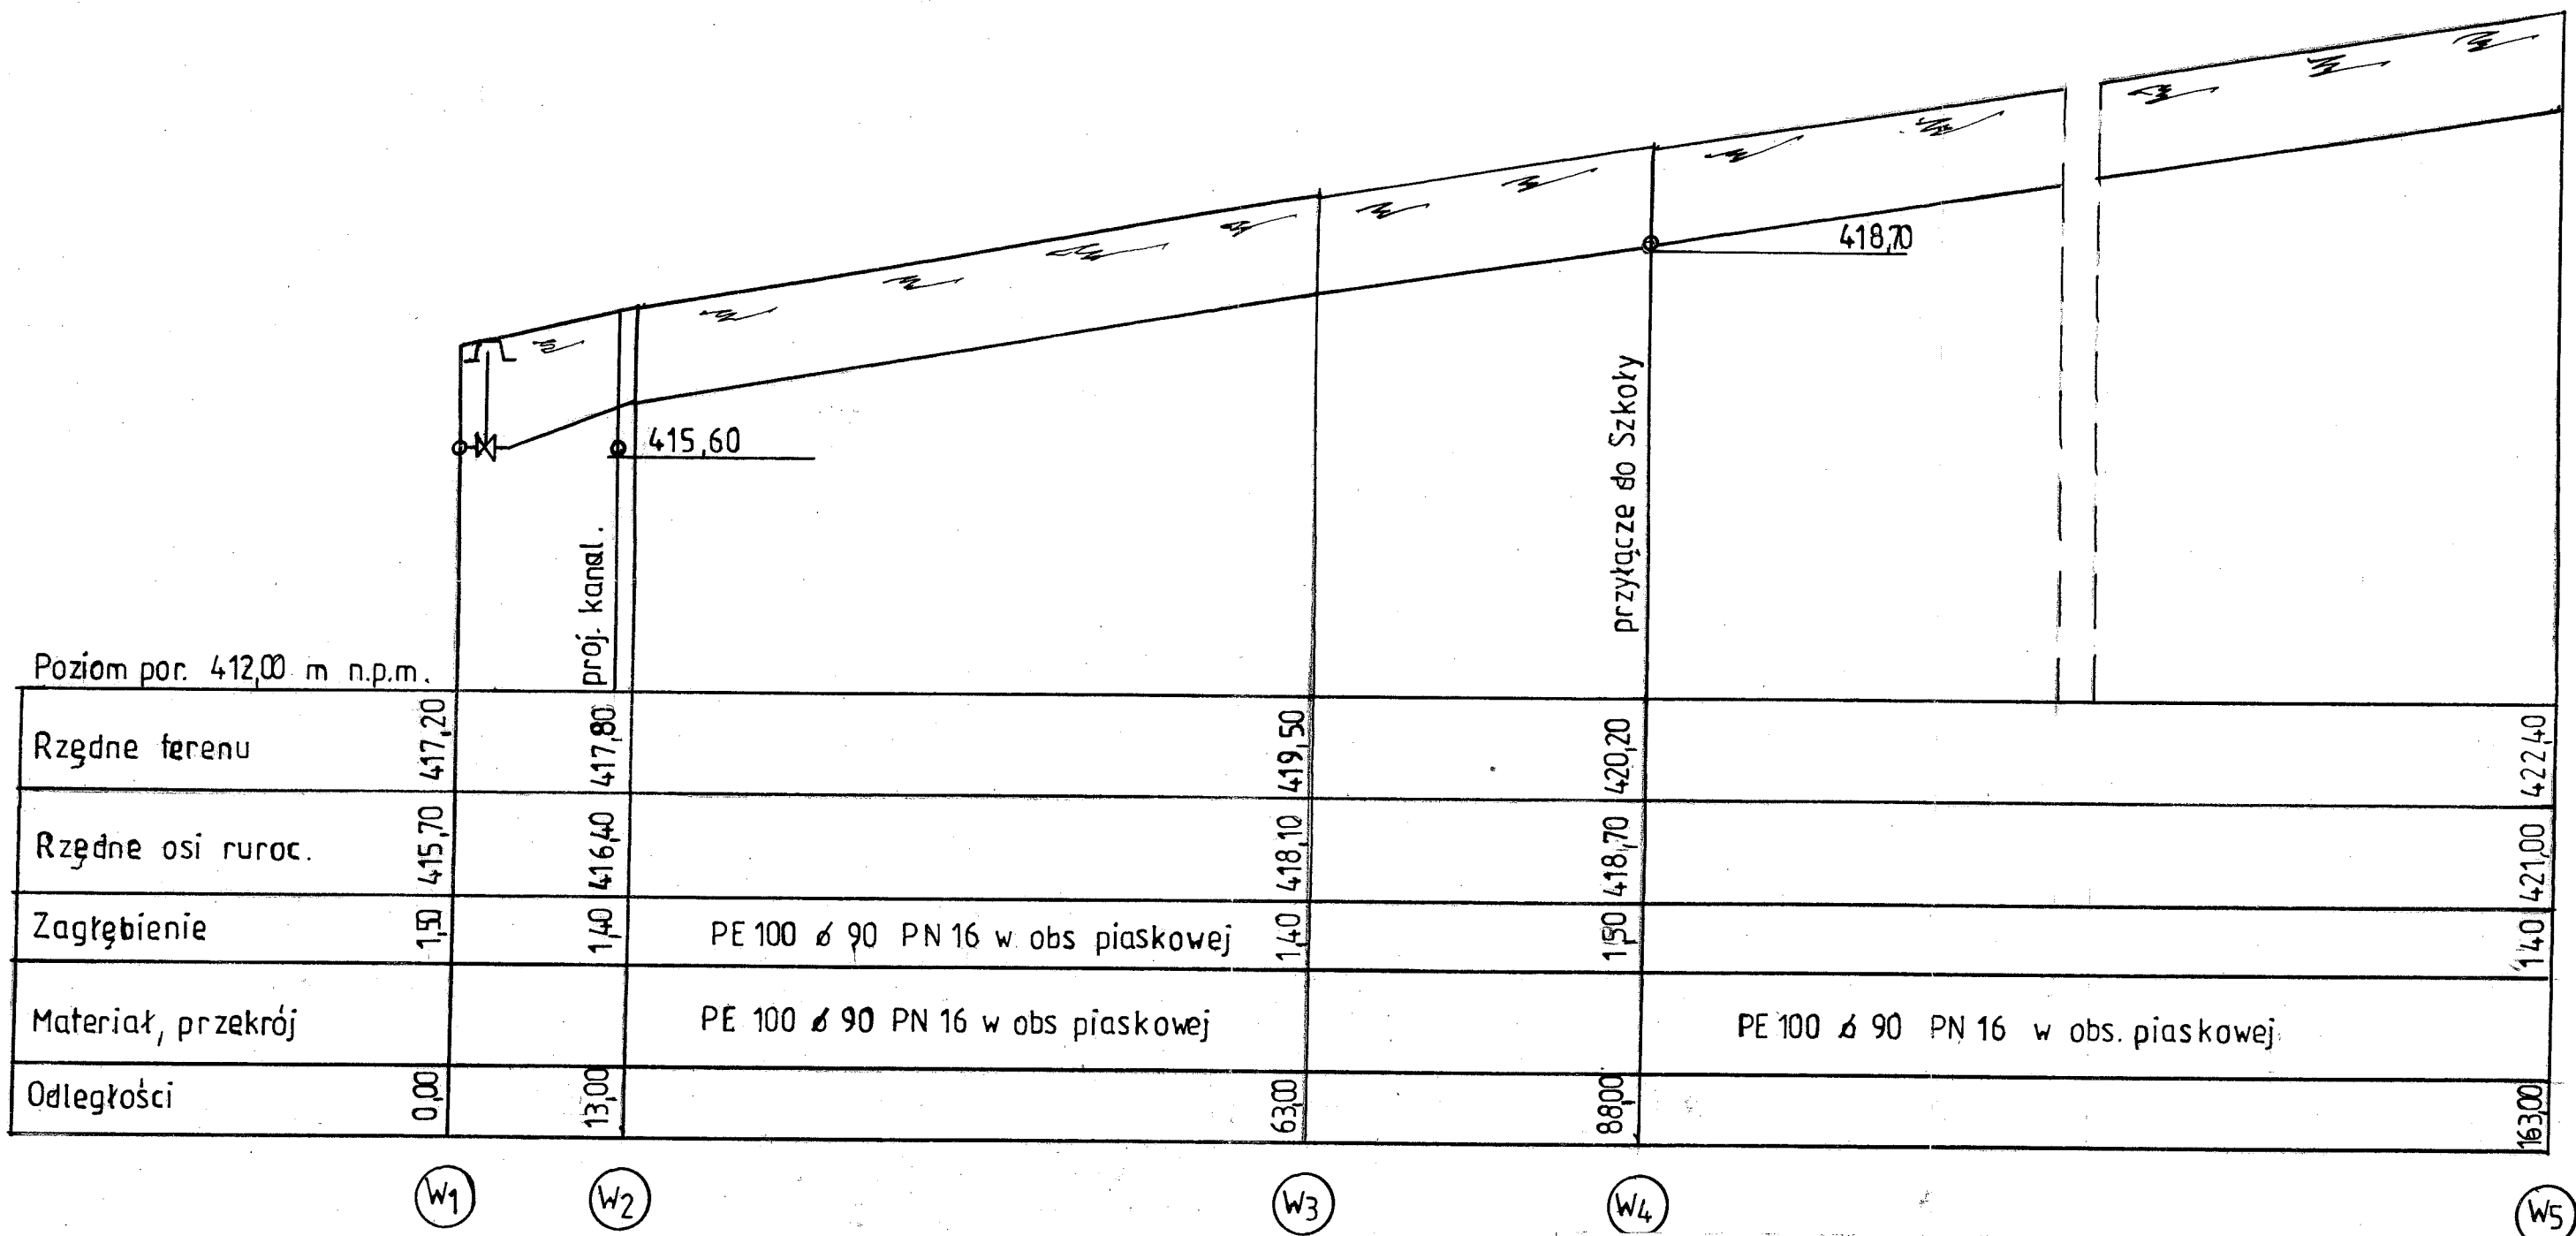 418,70
415,60
prój. kanal.
przyłącze do Szkoły
Poziom por. 412,00 m n.p.m.
Rzędne terenu 417,20 417,80 419,50 420,20 422,40
Rzędne osi ruroc. 415,70 416,40 418,10 418,70 421,00
Zagłębienie 1,50 1,40 PE 100 ø 90 PN 16 w obs piaskowej 1,40 1,50 1,40
Materiał, przekrój PE 100 ø 90 PN 16 w obs piaskowej PE 100 ø 90 PN 16 w obs. piaskowej
Odległości 0,00 13,00 63,00 88,00 163,00
W1 W2 W3 W4 W5